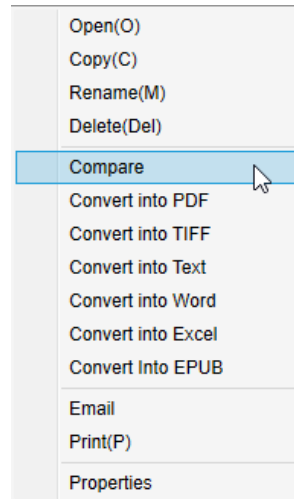 Open(O)
Copy(C)
Rename(M)
Delete(Del)
Compare
Convert into PDF
Convert into TIFF
Convert into Text
Convert into Word
Convert into Excel
Convert Into EPUB
Email
Print(P)
Properties